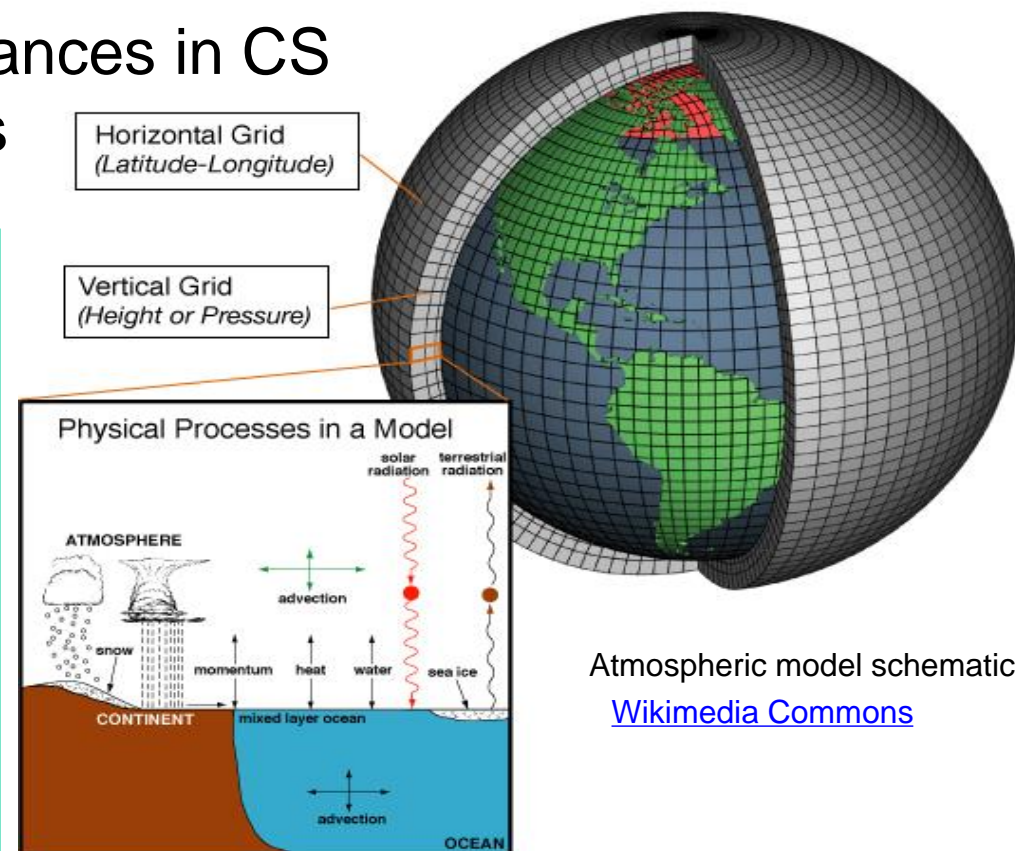 ances in CS
s
Horizontal Grid
(Latitude-Longitude)
Vertical Grid
(Height or Pressure)
Physical Processes in a Model
solar
radiation
terrestrial
radiation
ATMOSPHERE
advection
snow
momentum
heat
water
sea ice
CONTINENT
mixed layer ocean
advection
OCEAN
Atmospheric model schematic
Wikimedia Commons